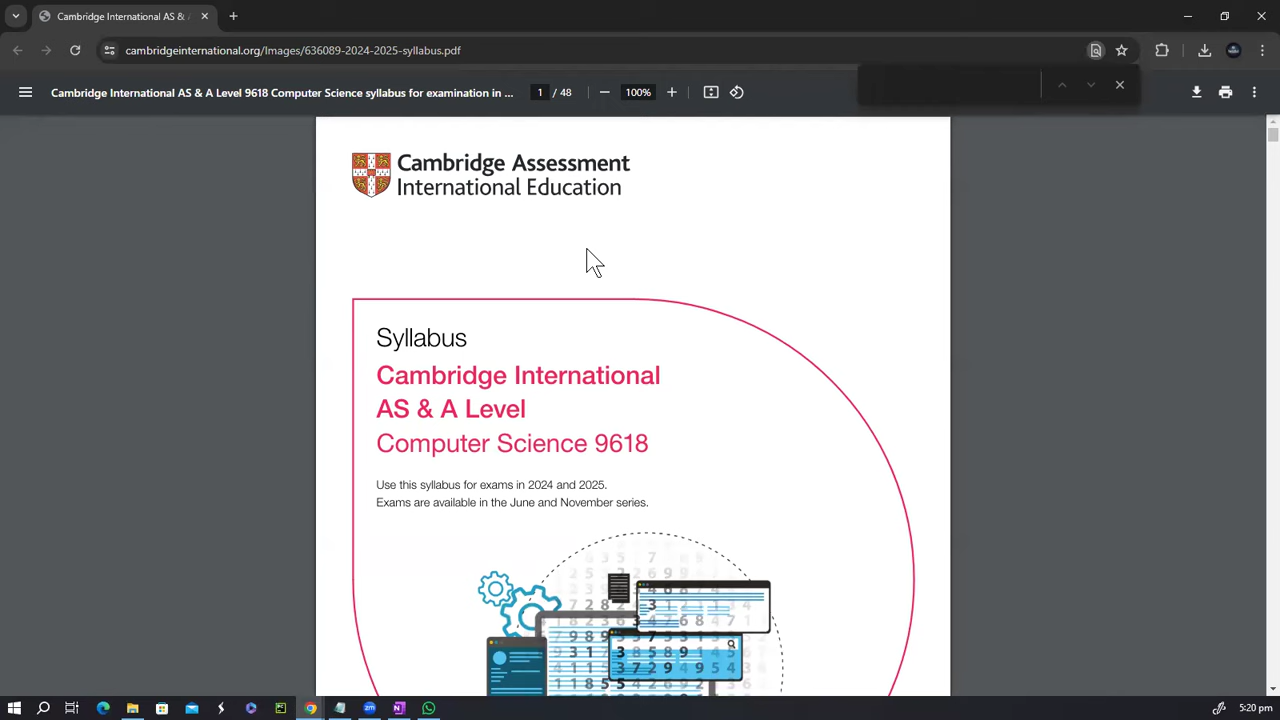 Cambridge International AS & A
cambridgeinternational.org/Images/636089-2024-2025-syllabus.pdf
Cambridge International AS & A Level 9618 Computer Science syllabus for examination in ...
1 / 48
100%
Cambridge Assessment
International Education
Syllabus
Cambridge International
AS & A Level
Computer Science 9618
Use this syllabus for exams in 2024 and 2025.
Exams are available in the June and November series.
5:20 pm